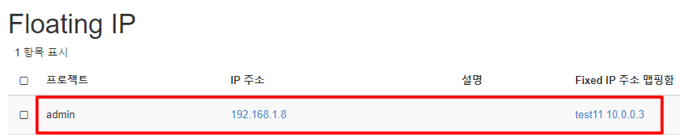 Floating IP
1 항목 표시
프로젝트 IP 주소 설명 Fixed IP 주소 맵핑함
admin 192.168.1.8 test11 10.0.0.3